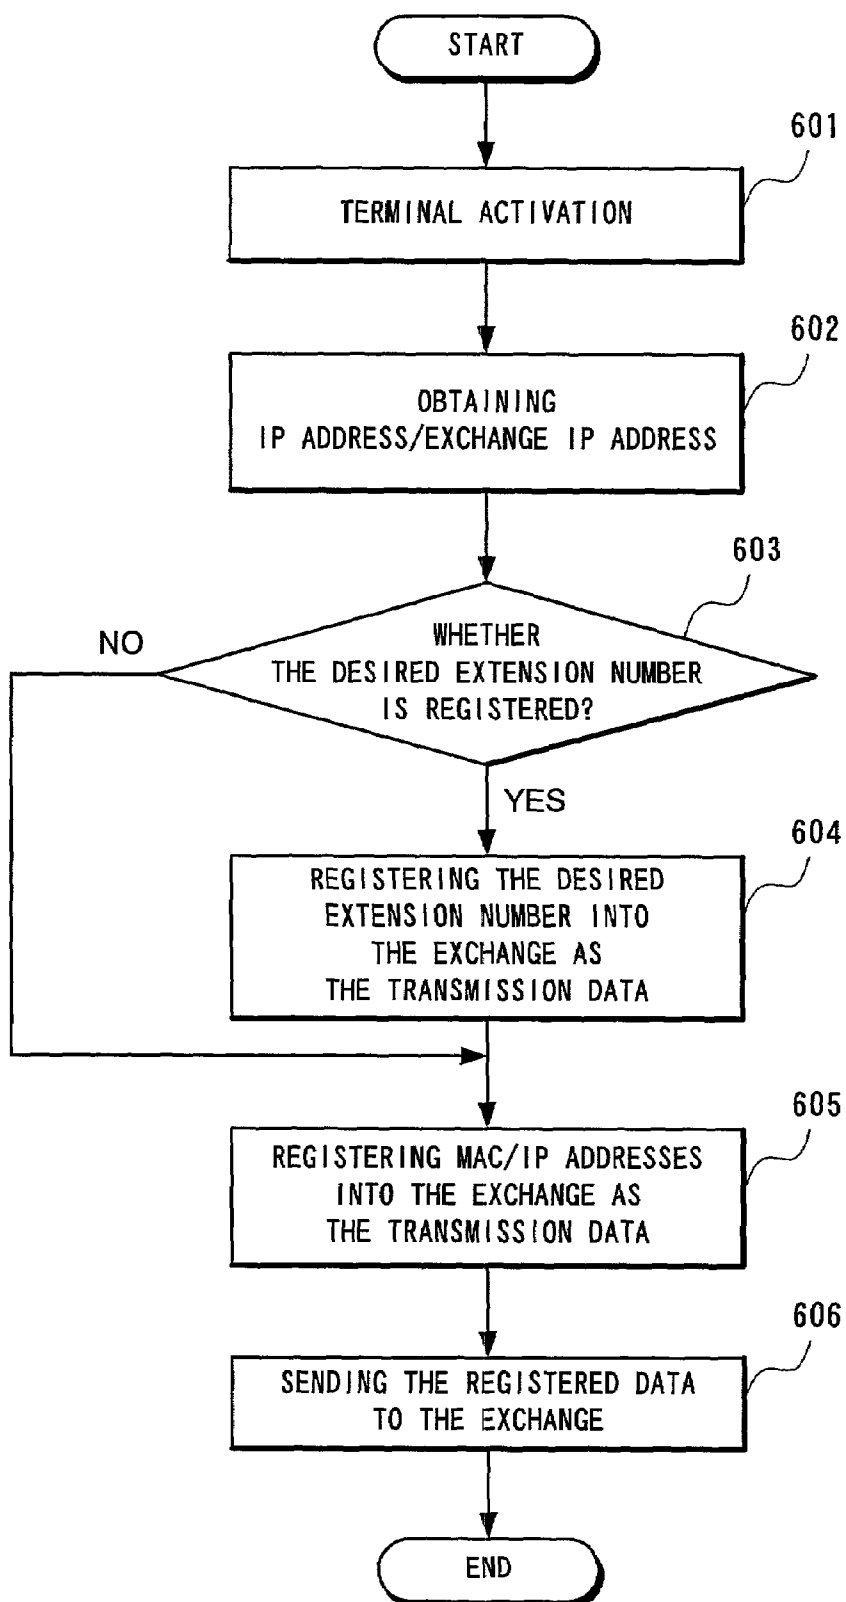 START
601
TERMINAL ACTIVATION
602
OBTAINING
IP ADDRESS/EXCHANGE IP ADDRESS
603
NO
WHETHER
THE DESIRED EXTENSION NUMBER
IS REGISTERED?
YES
604
REGISTERING THE DESIRED
EXTENSION NUMBER INTO
THE EXCHANGE AS
THE TRANSMISSION DATA
605
REGISTERING MAC/IP ADDRESSES
INTO THE EXCHANGE AS
THE TRANSMISSION DATA
606
SENDING THE REGISTERED DATA
TO THE EXCHANGE
END